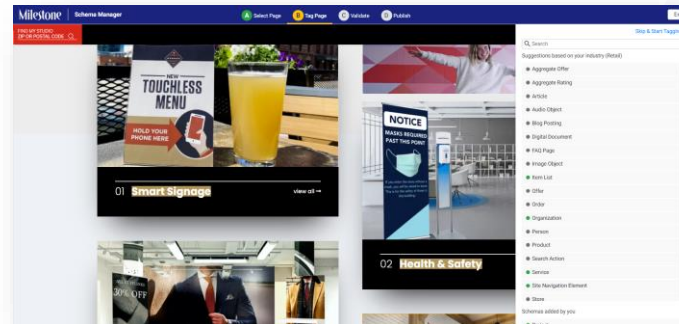 Milestone
Schema Manager
A Select Page
B Tag Page
C Validate
D Publish
FIND MY STUDIO
ZIP OR POSTAL CODE
Skip & Start
Search
Suggestions based on your industry (Retail)
Aggregate Offer
Aggregate Rating
Article
Audio Object
Blog Posting
Digital Document
FAQ Page
Image Object
Item List
Offer
Order
Organization
Person
Product
Search Action
Service
Site Navigation Element
Store
Schemas added by you
NEW
TOUCHLESS
MENU
HOLD YOUR
PHONE HERE
01 Smart Signage
view all
NOTICE
MASKS REQUIRED
PAST THIS POINT
02 Health & Safety
30% OFF